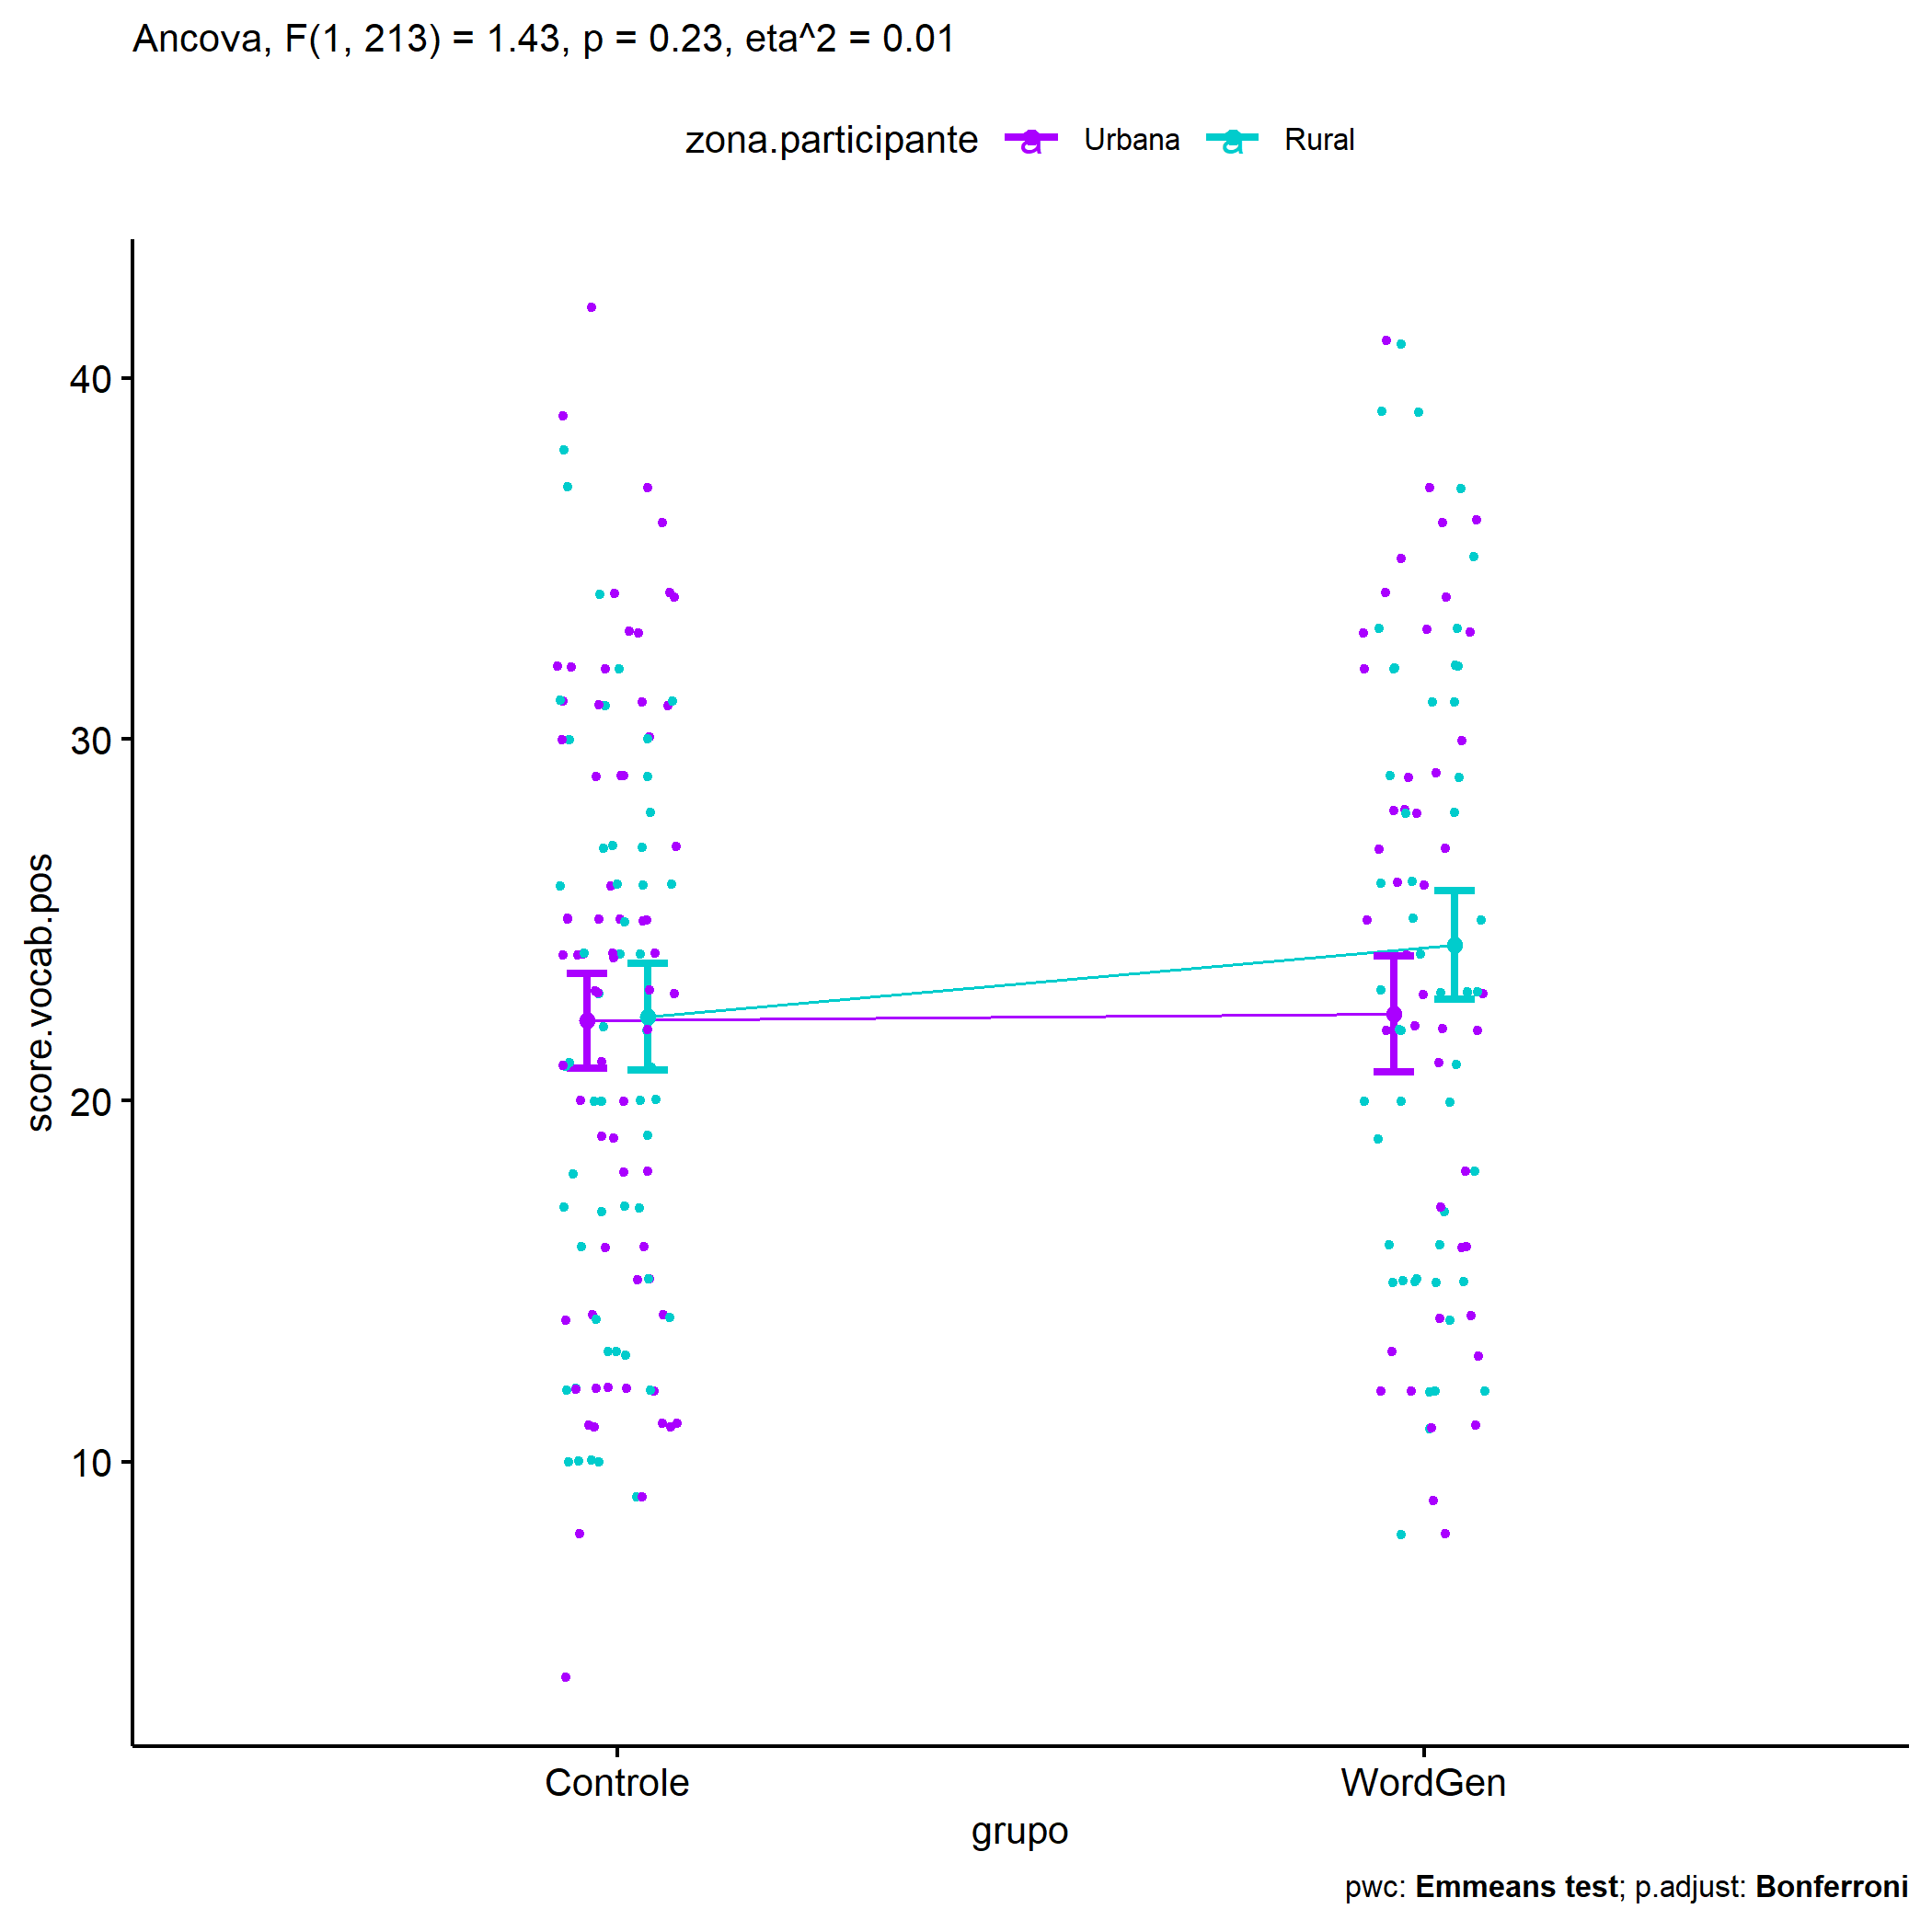 Ancova, F(1, 213) = 1.43, p = 0.23, eta^2 = 0.01
zona.participante a Urbana a Rural
40
30
20
10
score.vocab.pos
Controle WordGen
grupo
pwc: Emmeans test; p.adjust: Bonferroni